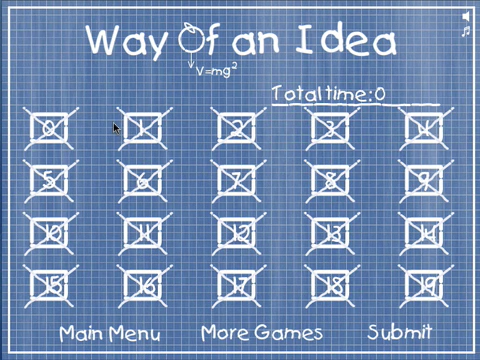 Way Of an Idea
V=mg²
Total time:0
0 1 2 3 4
5 6 7 8 9
10 11 12 13 14
15 16 17 18 19
Main Menu More Games Submit